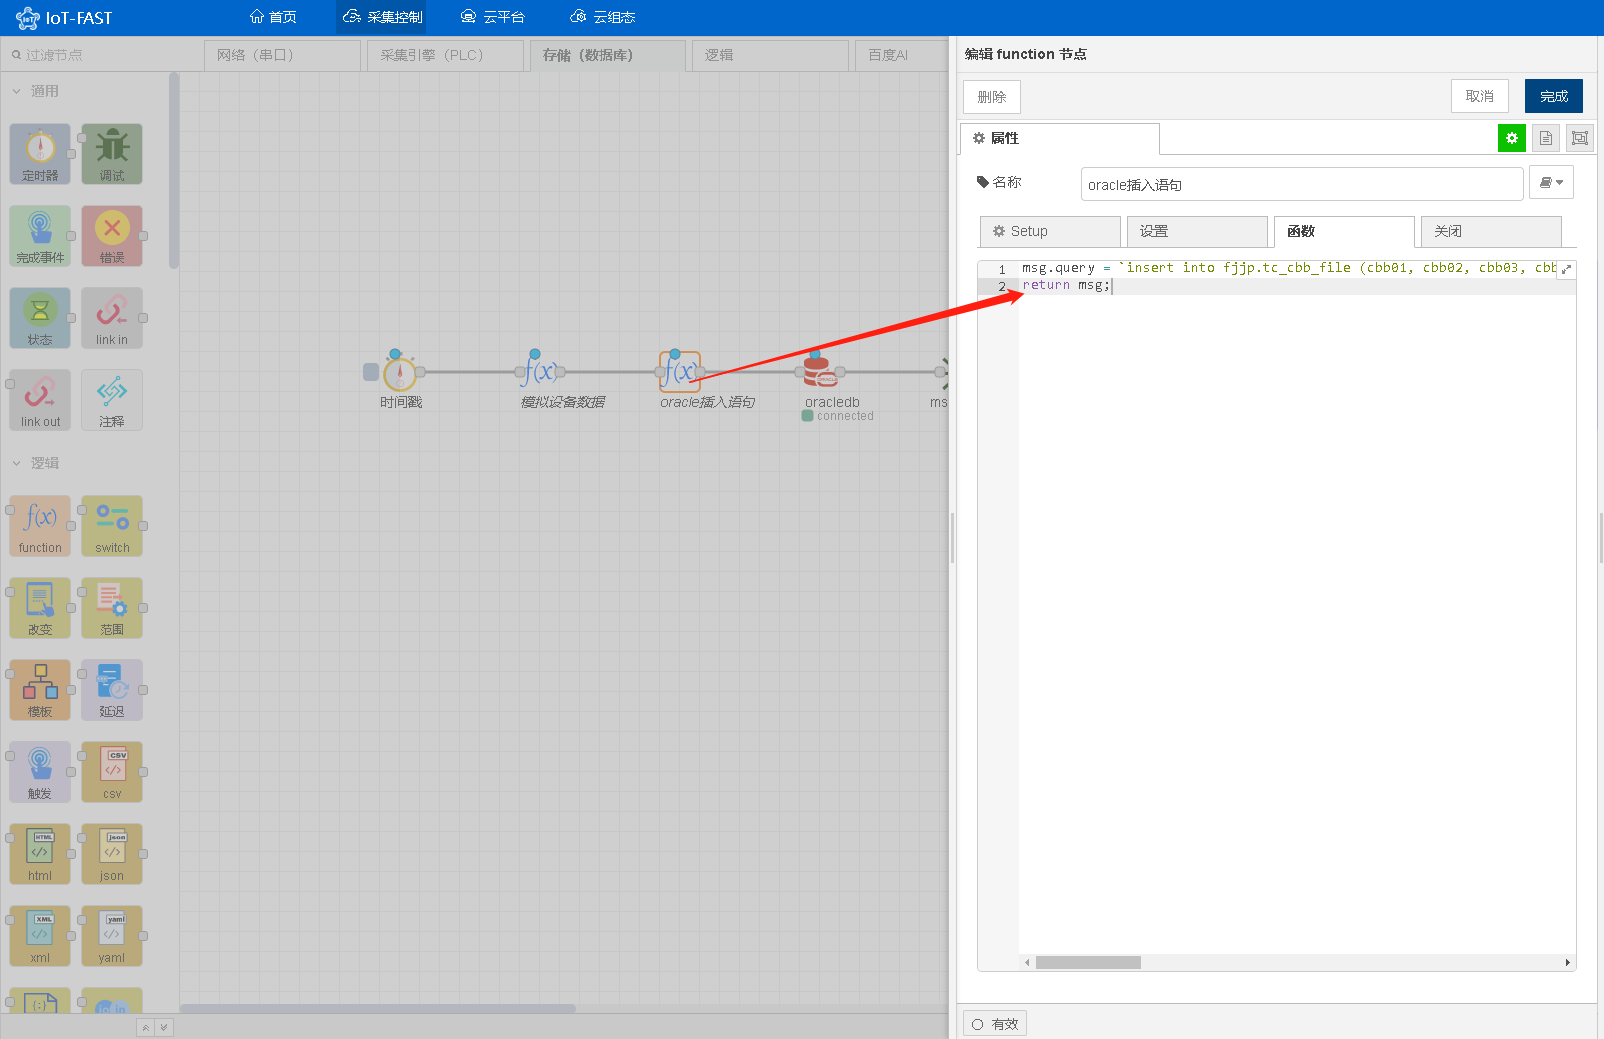 IoT-FAST
首页
采集控制
云平台
云组态
过滤节点
网络（串口）
采集引擎（PLC）
存储（数据库）
逻辑
百度AI
通用
定时器
调试
完成事件
错误
状态
link in
link out
注释
逻辑
f(x)
function
switch
改变
范围
模板
延迟
触发
CSV
csv
HTML
html
json
json
XML
xml
yaml
yaml
时间戳
f(x)
模拟设备数据
f(x)
oracle插入语句
ORACLE
oracledb
connected
ms
编辑 function 节点
删除
取消
完成
属性
名称
oracle插入语句
Setup
设置
函数
关闭
1 msg.query = `insert into fjjp.tc_cbb_file (cbb01, cbb02, cbb03, cbb
2 return msg;
有效